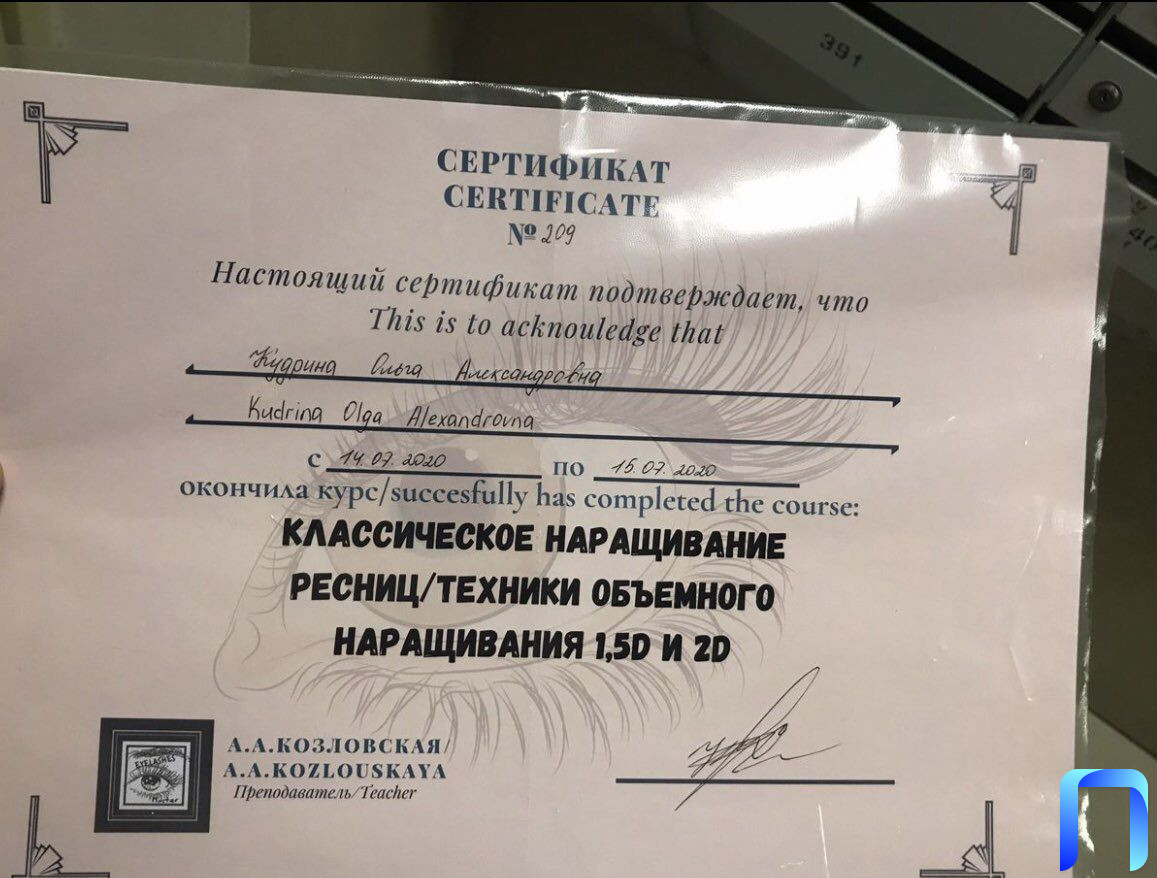 391
СЕРТИФИКАТ
CERTIFICATE
№ 209
Настоящий сертификат подтверждает, что
This is to acknouledge that
Кудрина Ольга Александровна
Kudrina Olga Alexandrovna
с 14.07.2020 по 15.07.2020
окончила курс/succesfully has completed the course:
КЛАССИЧЕСКОЕ НАРАЩИВАНИЕ
РЕСНИЦ/ТЕХНИКИ ОБЪЕМНОГО
НАРАЩИВАНИЯ 1,5D И 2D
EYELASHES
Master
А.А.КОЗЛОВСКАЯ/
A.A.KOZLOUSKAYA
Преподаватель/Teacher